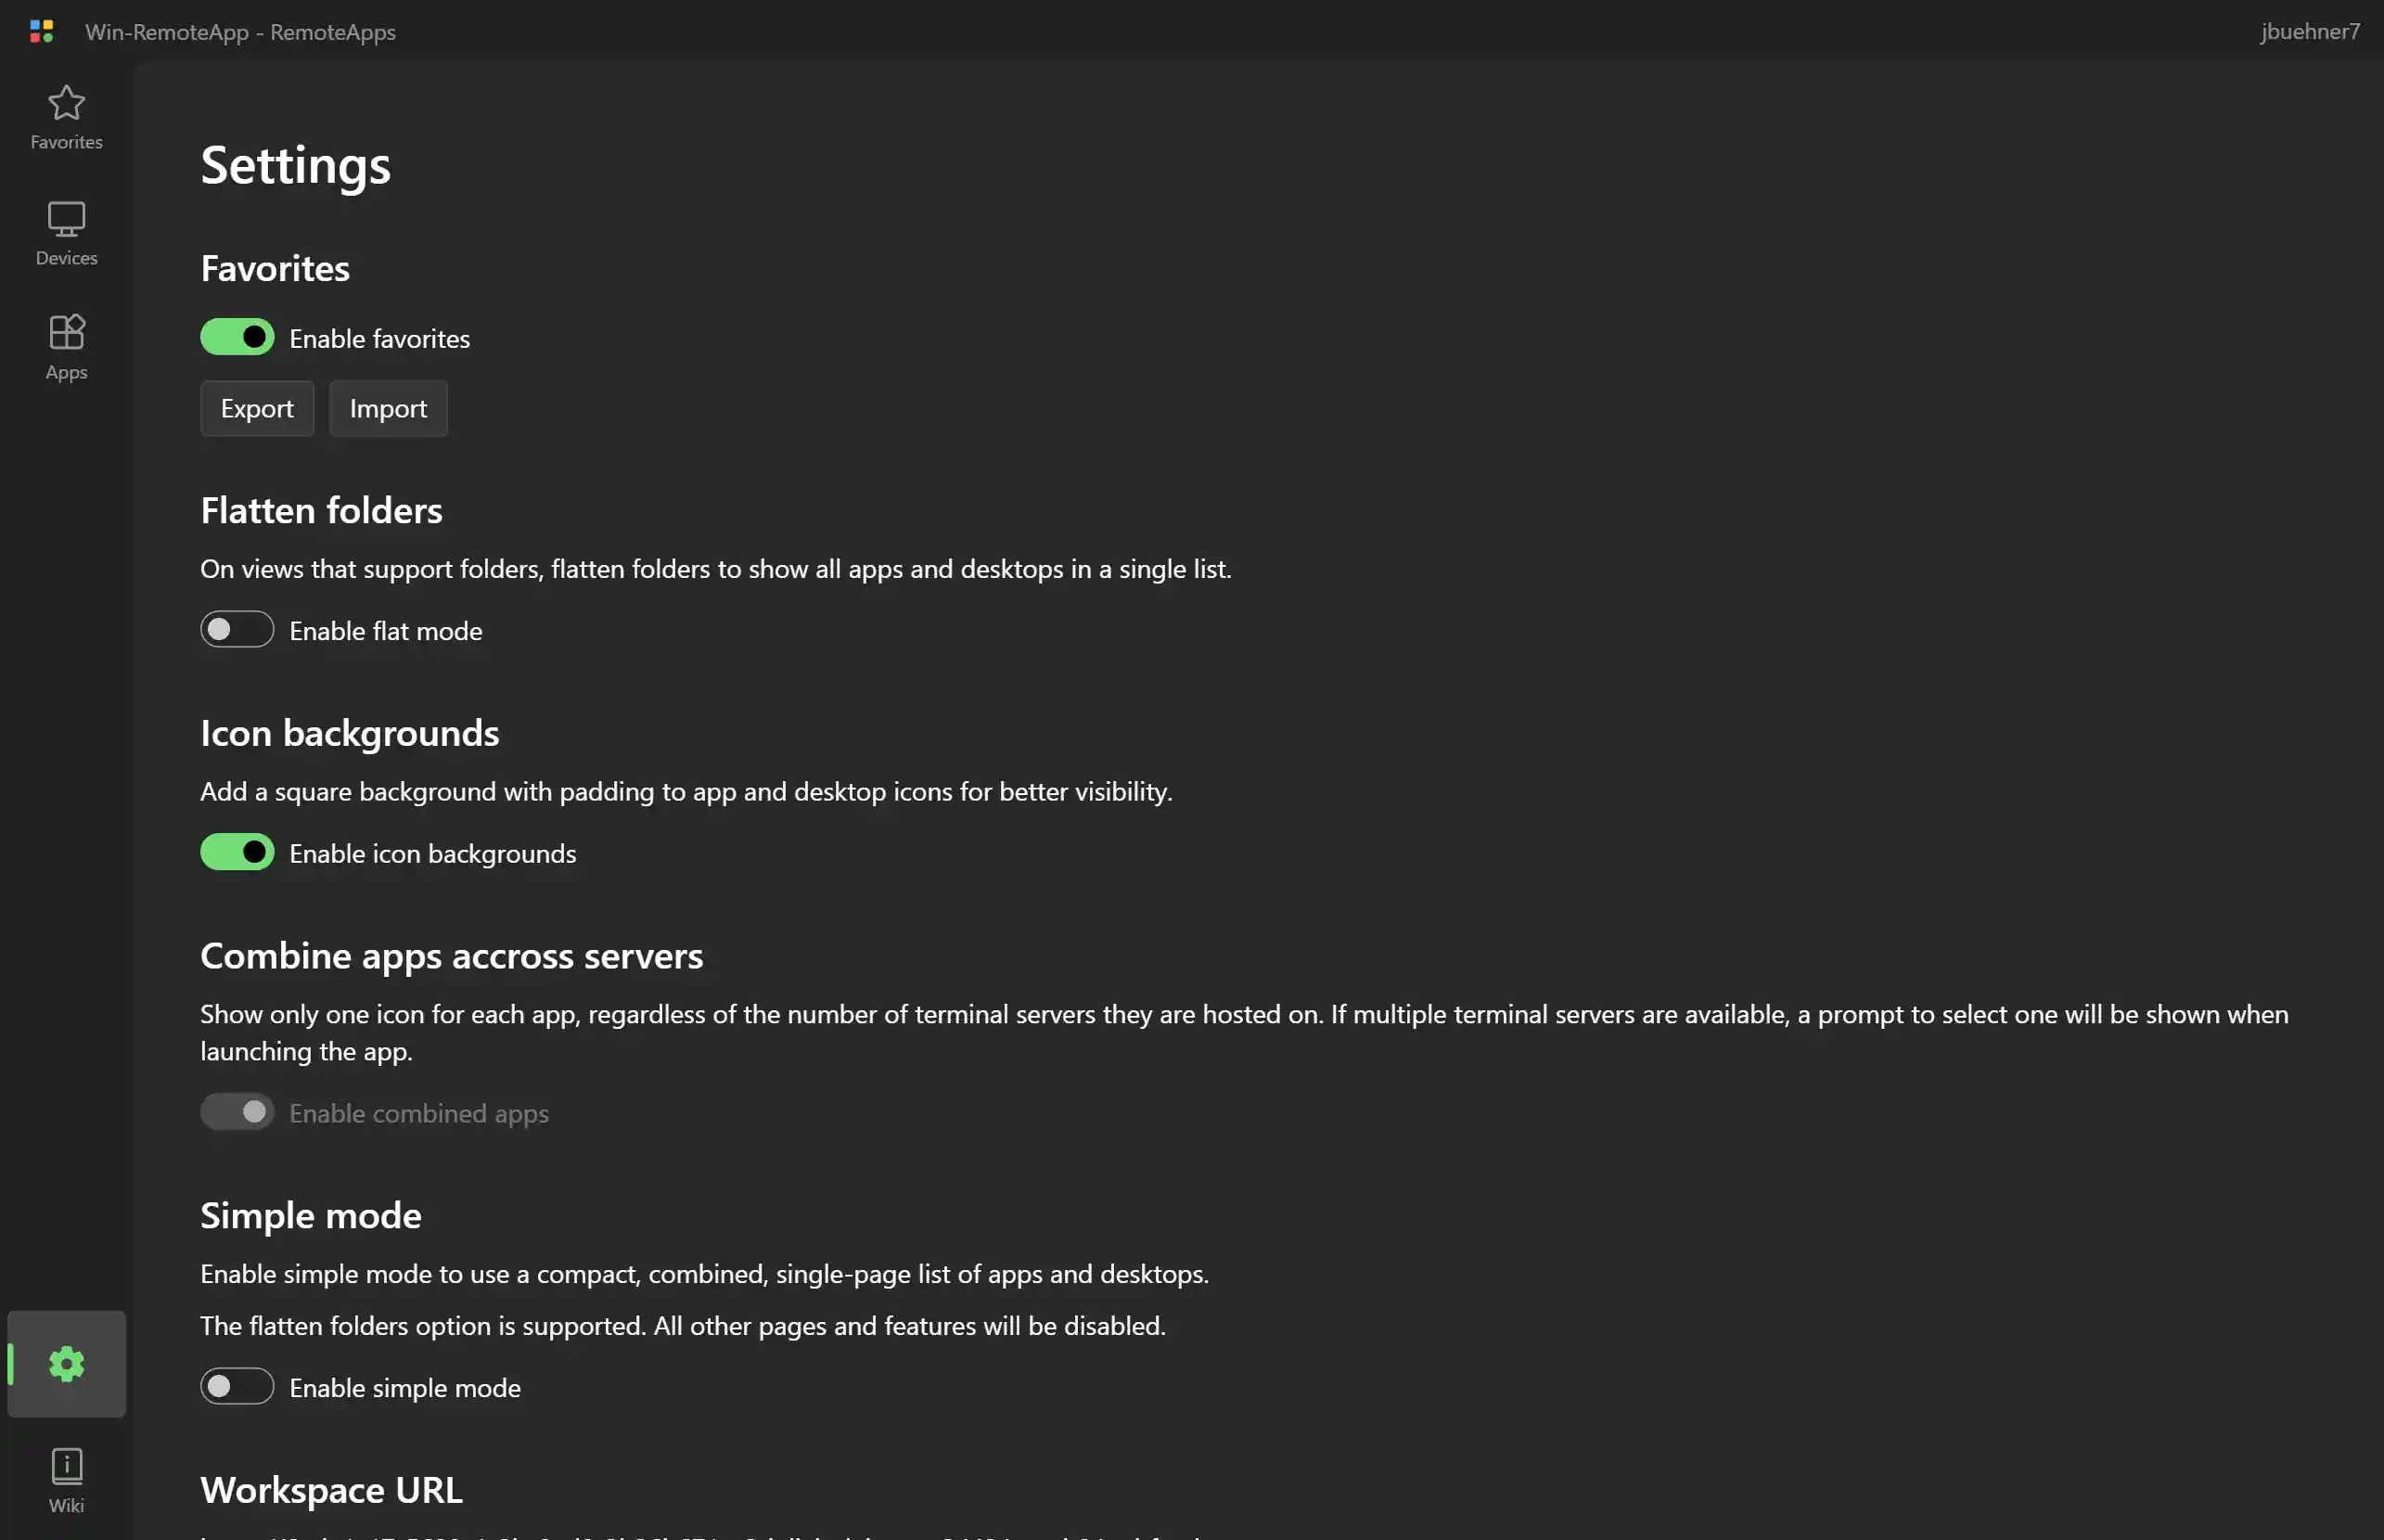 Win-RemoteApp - RemoteApps
jbuehner7
Favorites
Devices
Apps
Settings
Favorites
Enable favorites
Export
Import
Flatten folders
On views that support folders, flatten folders to show all apps and desktops in a single list.
Enable flat mode
Icon backgrounds
Add a square background with padding to app and desktop icons for better visibility.
Enable icon backgrounds
Combine apps accross servers
Show only one icon for each app, regardless of the number of terminal servers they are hosted on. If multiple terminal servers are available, a prompt to select one will be shown when
launching the app.
Enable combined apps
Simple mode
Enable simple mode to use a compact, combined, single-page list of apps and desktops.
The flatten folders option is supported. All other pages and features will be disabled.
Enable simple mode
Wiki
Workspace URL